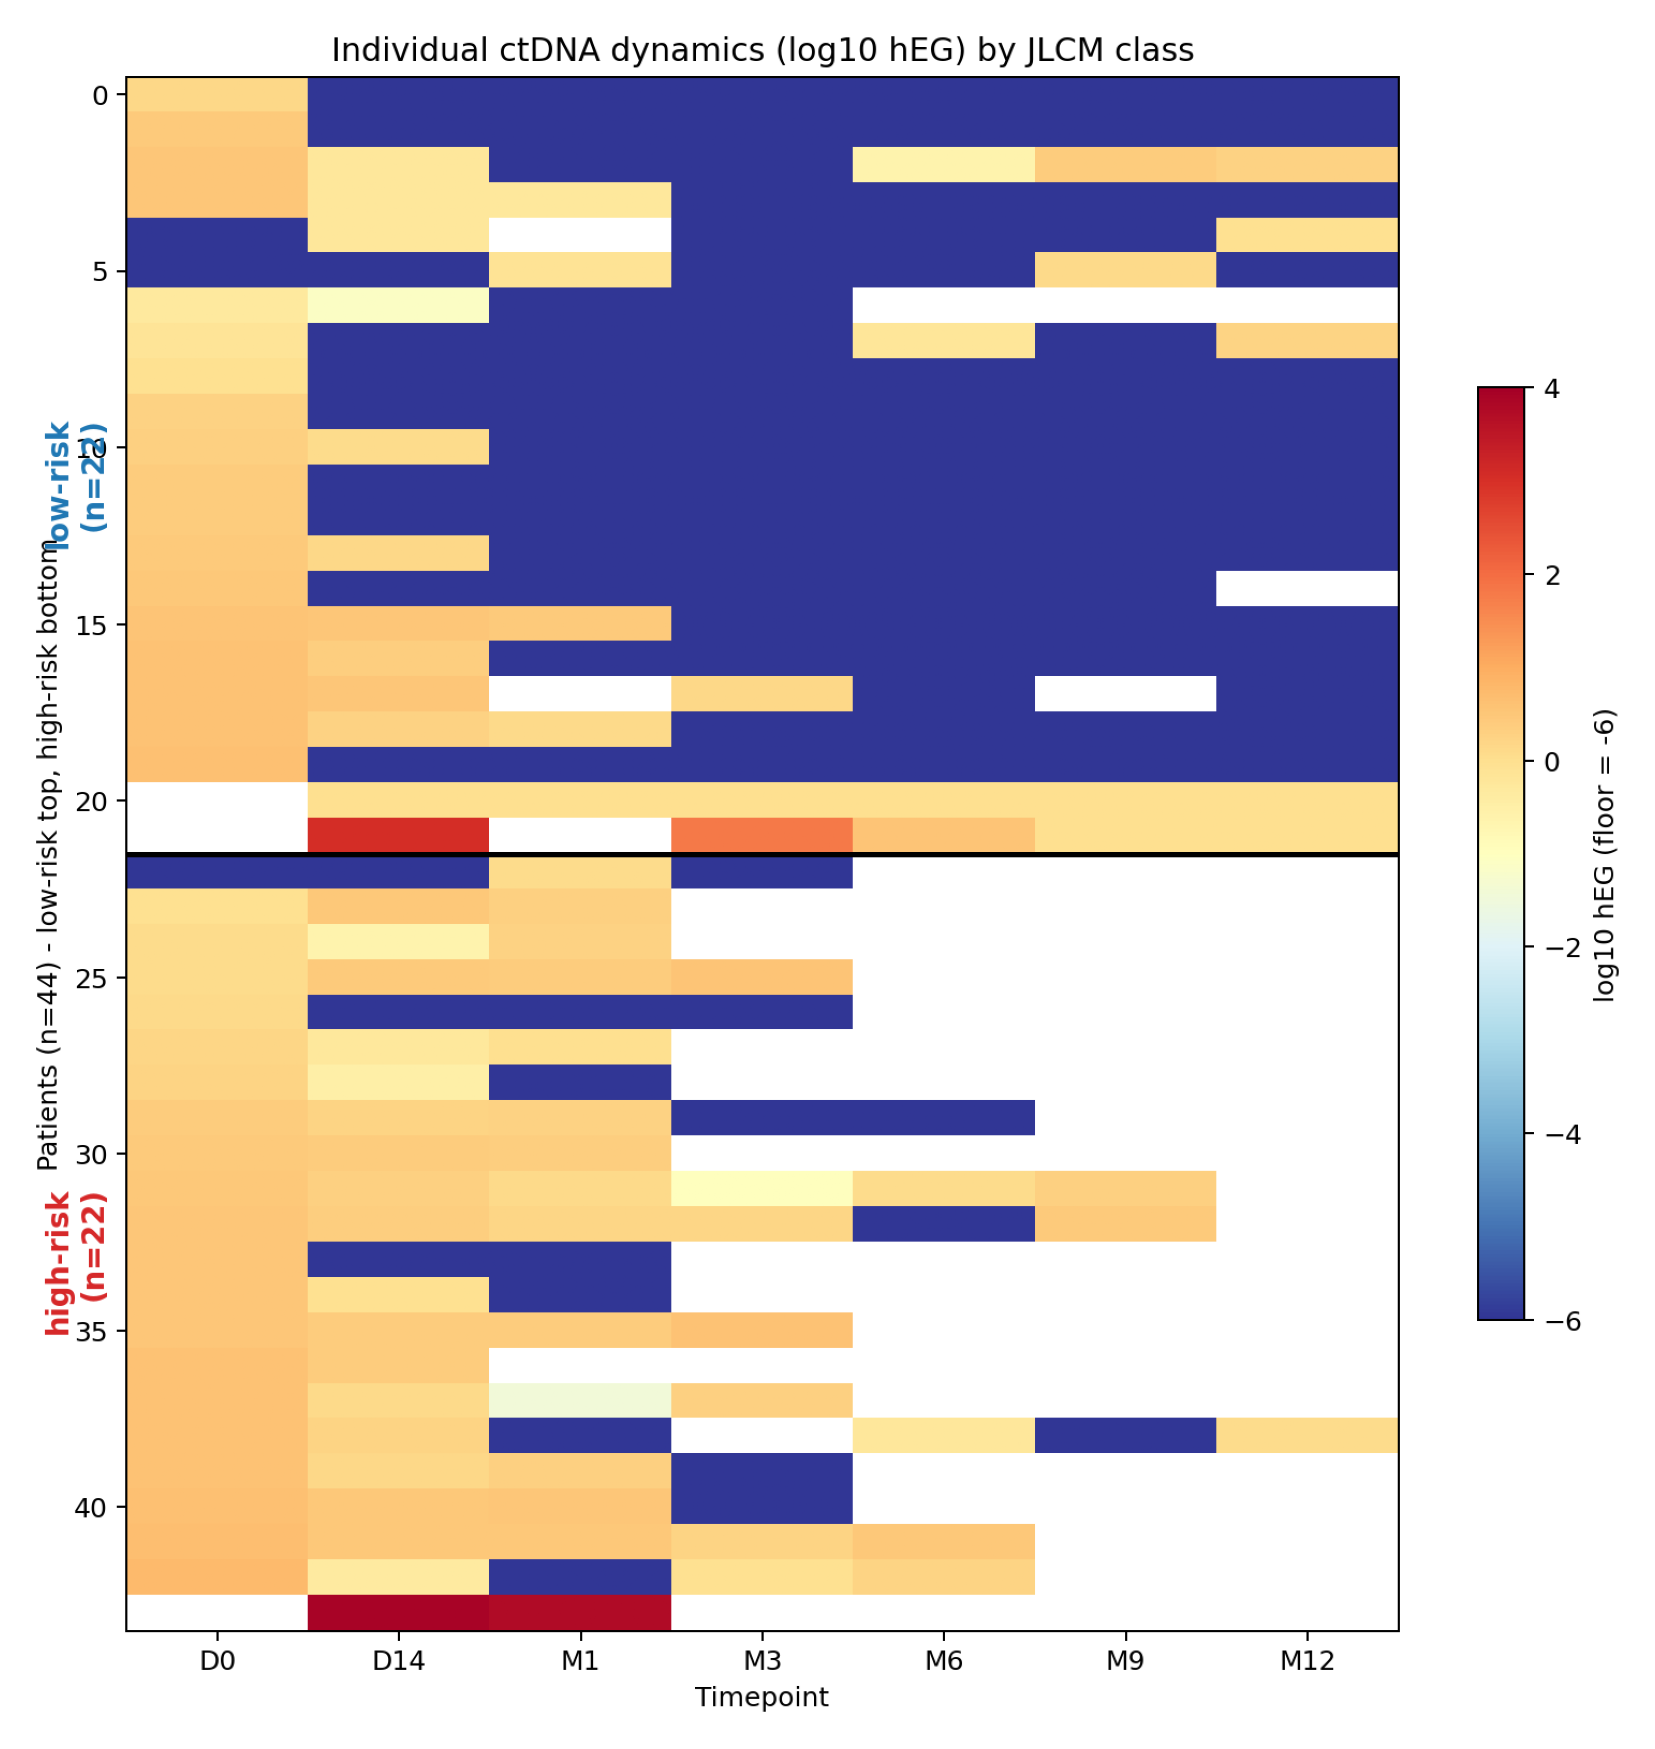 Individual ctDNA dynamics (log10 hEG) by JLCM class
0
5
10
15
20
25
30
35
40
low-risk
(n=22)
high-risk
(n=22)
Patients (n=44) - low-risk top, high-risk bottom
D0 D14 M1 M3 M6 M9 M12
Timepoint
4
2
0
−2
−4
−6
log10 hEG (floor = -6)